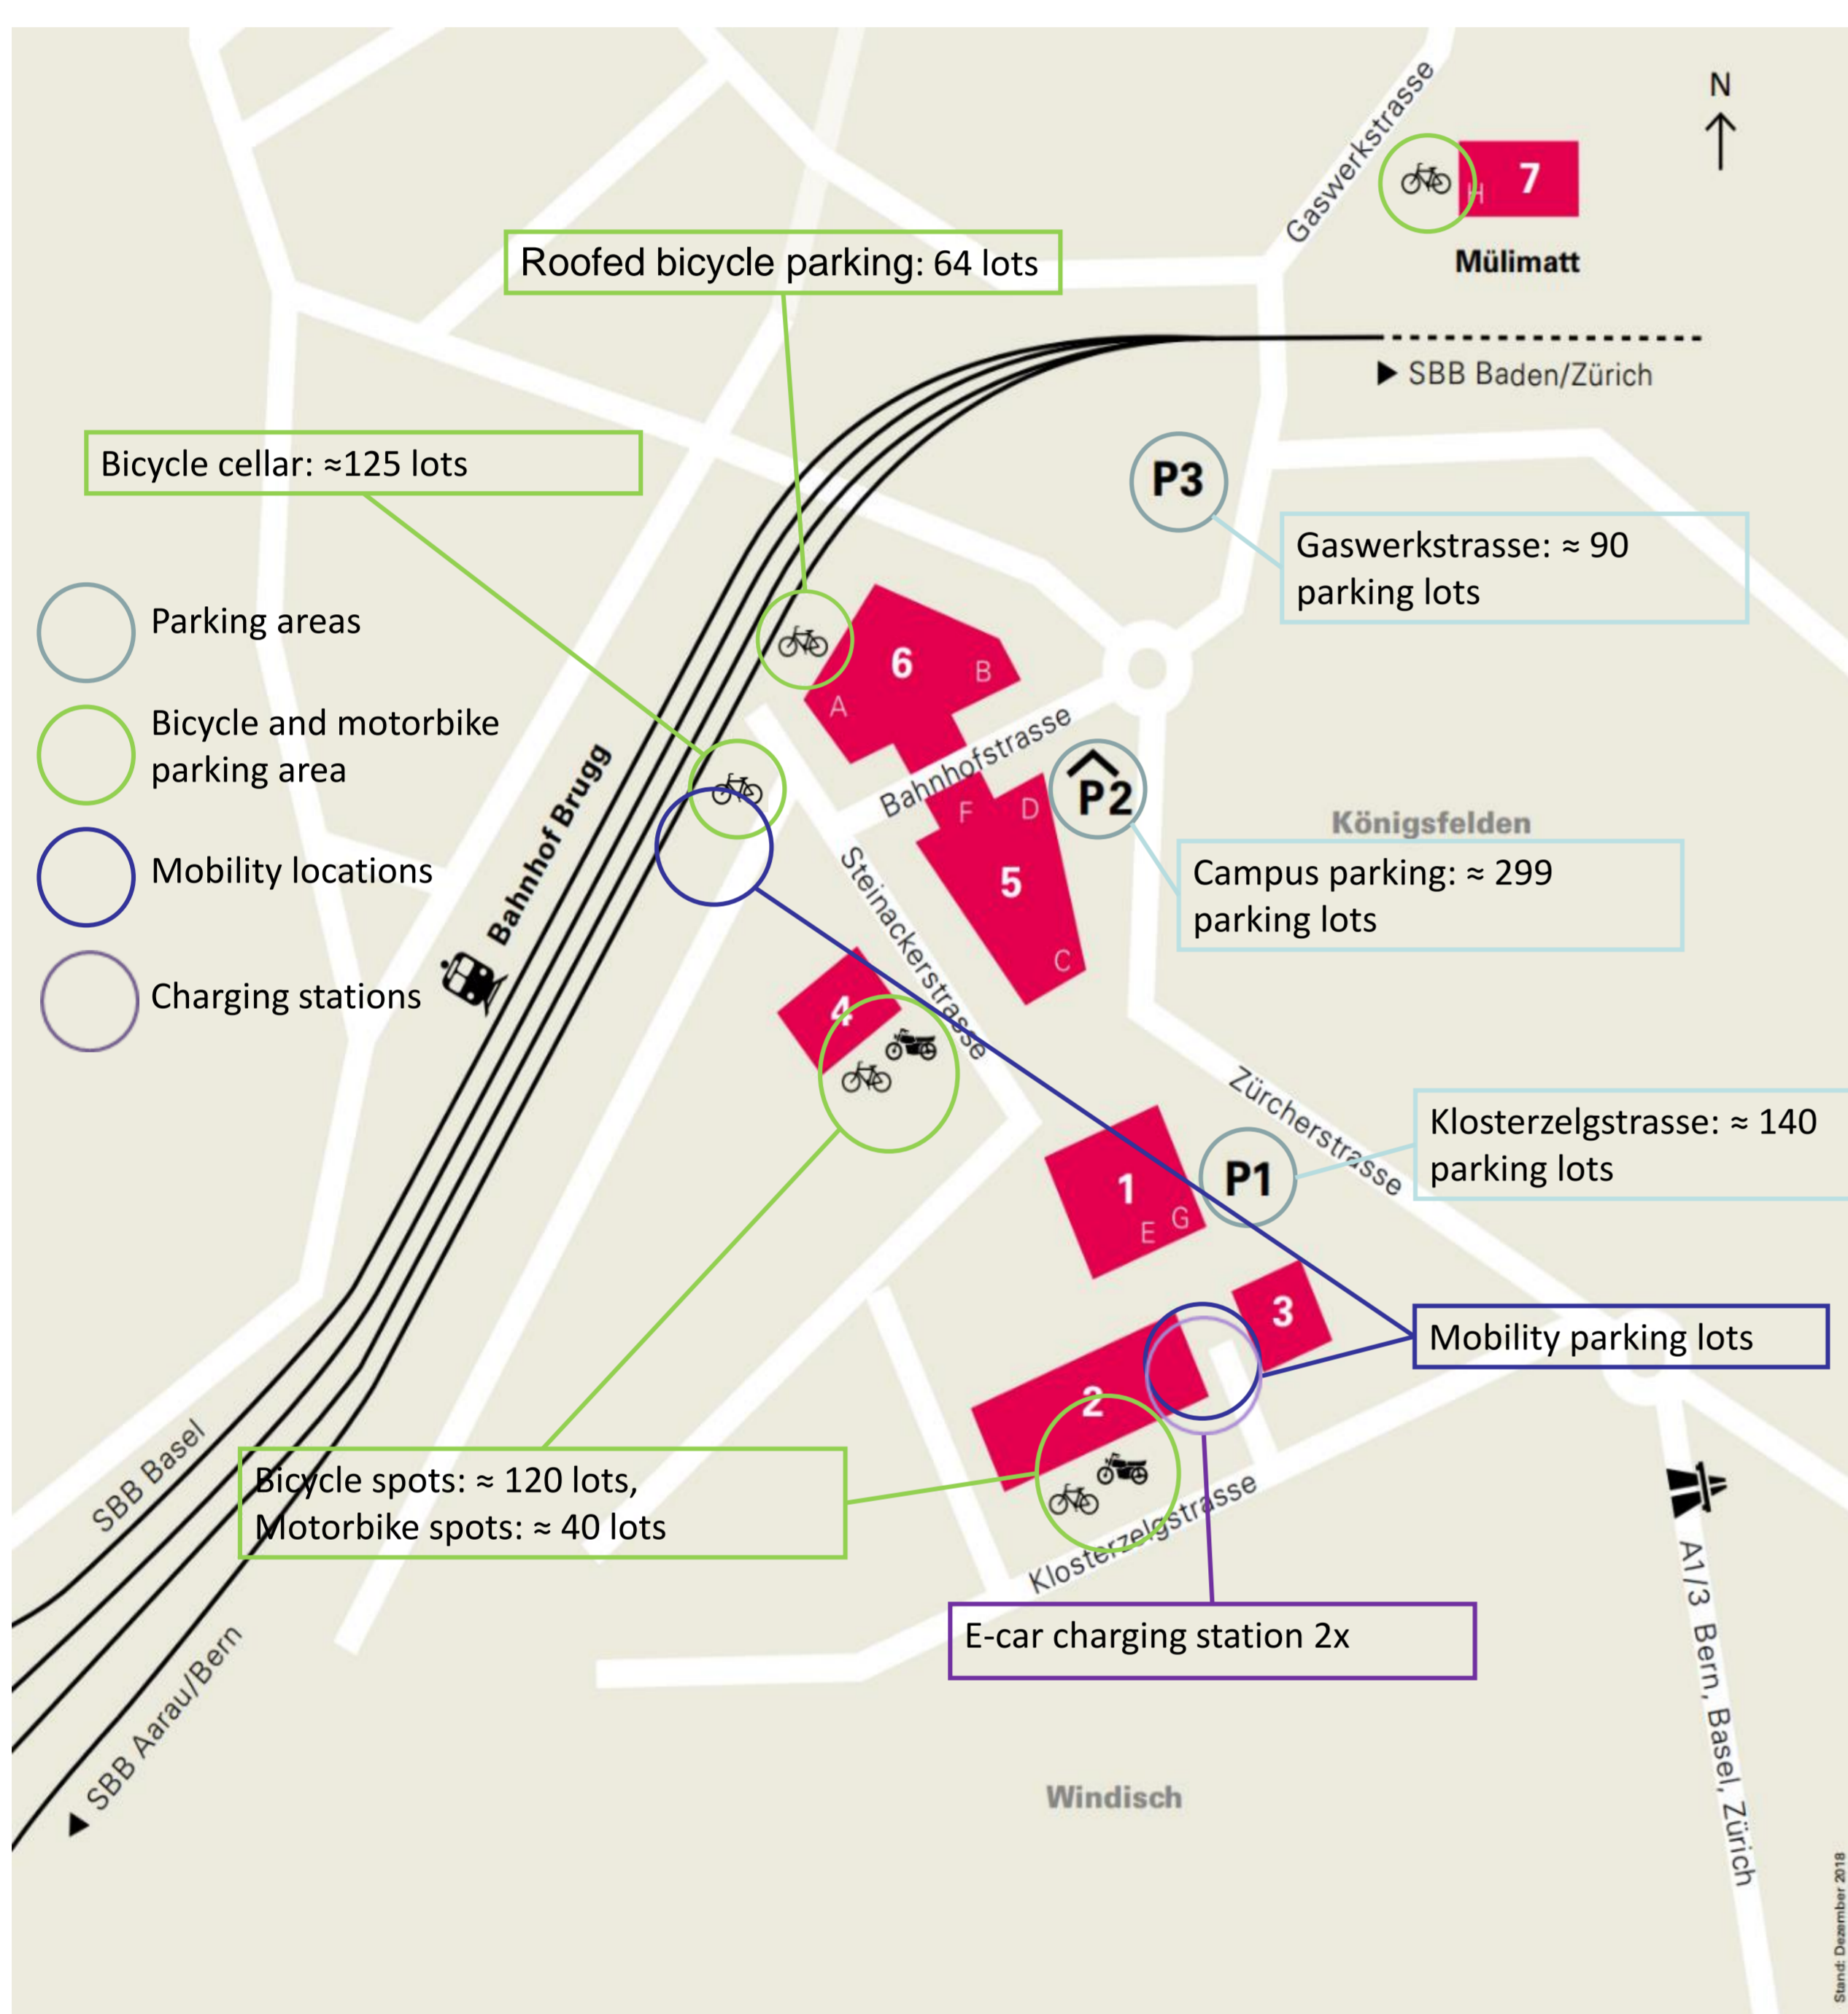 N
Gaswerkstrasse
H
7
Mülimatt
Roofed bicycle parking: 64 lots
SBB Baden/Zürich
Bicycle cellar: ≈125 lots
P3
Gaswerkstrasse: ≈ 90
parking lots
Parking areas
Bicycle and motorbike
parking area
Mobility locations
Charging stations
6
B
A
Bahnhofstrasse
Bahnhof Brugg
F
D
P2
Königsfelden
5
Campus parking: ≈ 299
parking lots
C
Steinackerstrasse
4
Zürcherstrasse
Klosterzelgstrasse: ≈ 140
parking lots
1
P1
E
G
3
Mobility parking lots
2
SBB Basel
Bicycle spots: ≈ 120 lots,
Motorbike spots: ≈ 40 lots
Klosterzelgstrasse
E-car charging station 2x
A1/3 Bern, Basel, Zürich
SBB Aarau/Bern
Windisch
Stand: Dezember 2018